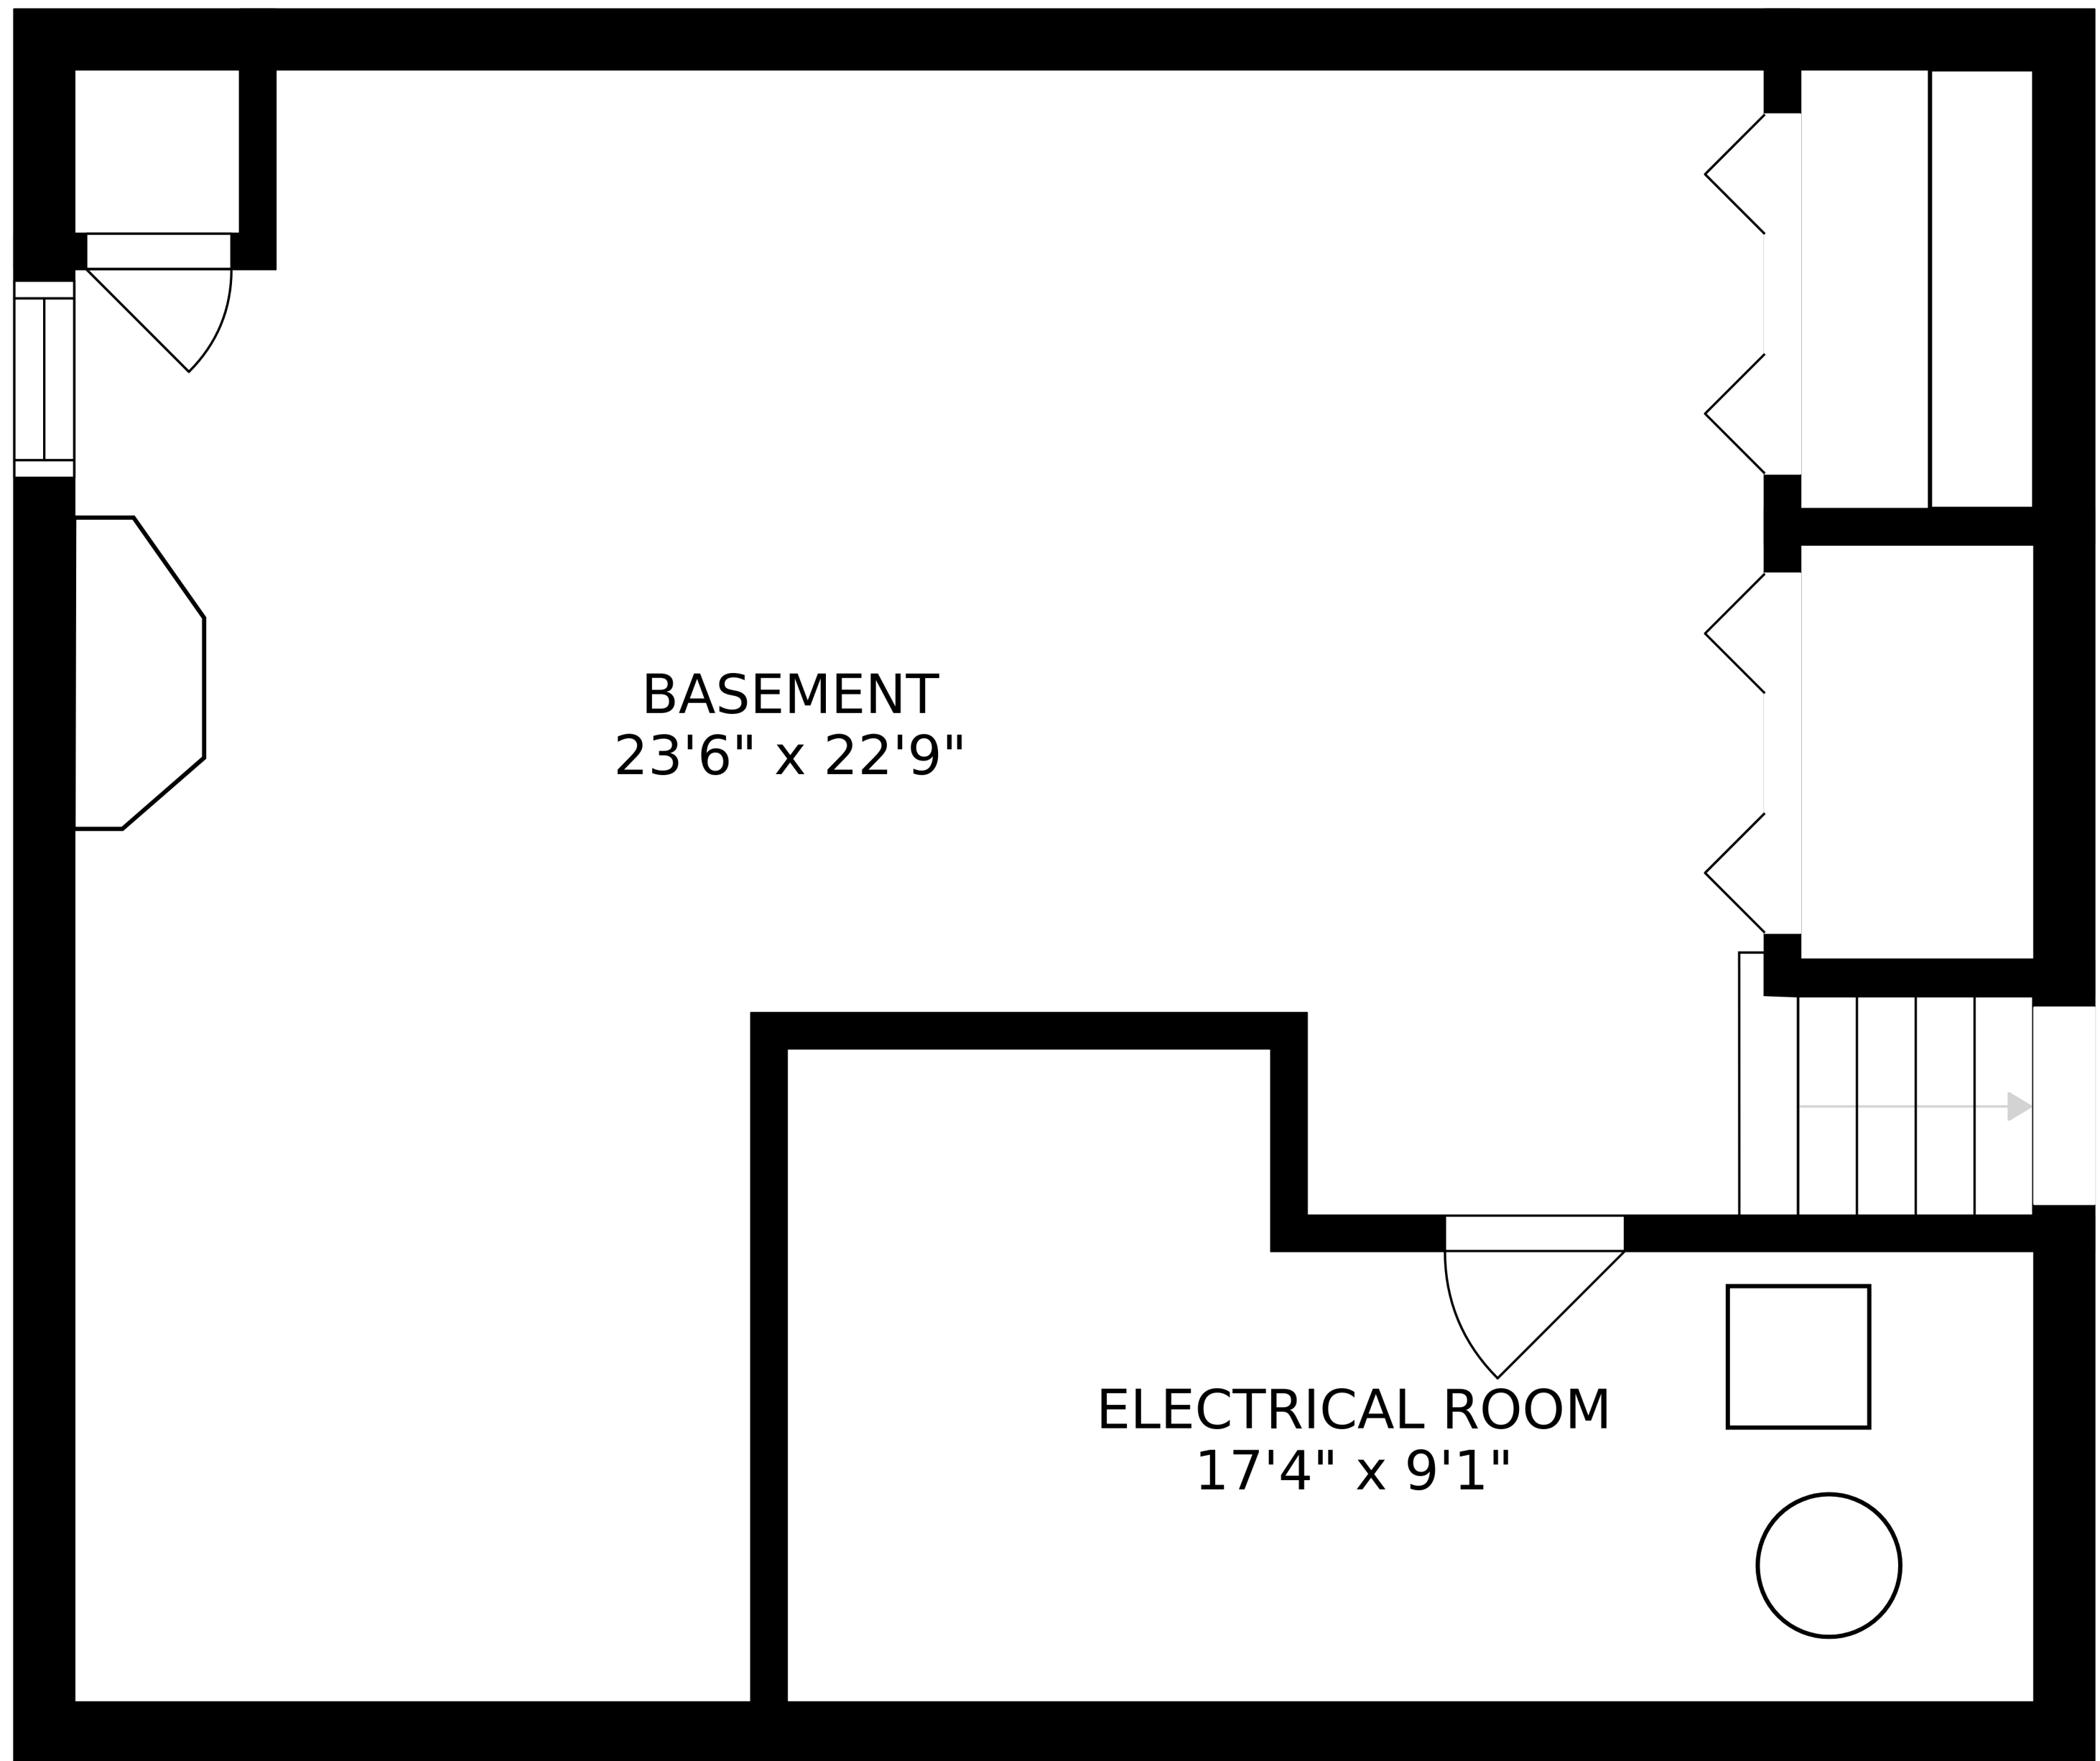 BASEMENT
23'6" x 22'9"
ELECTRICAL ROOM
17'4" x 9'1"